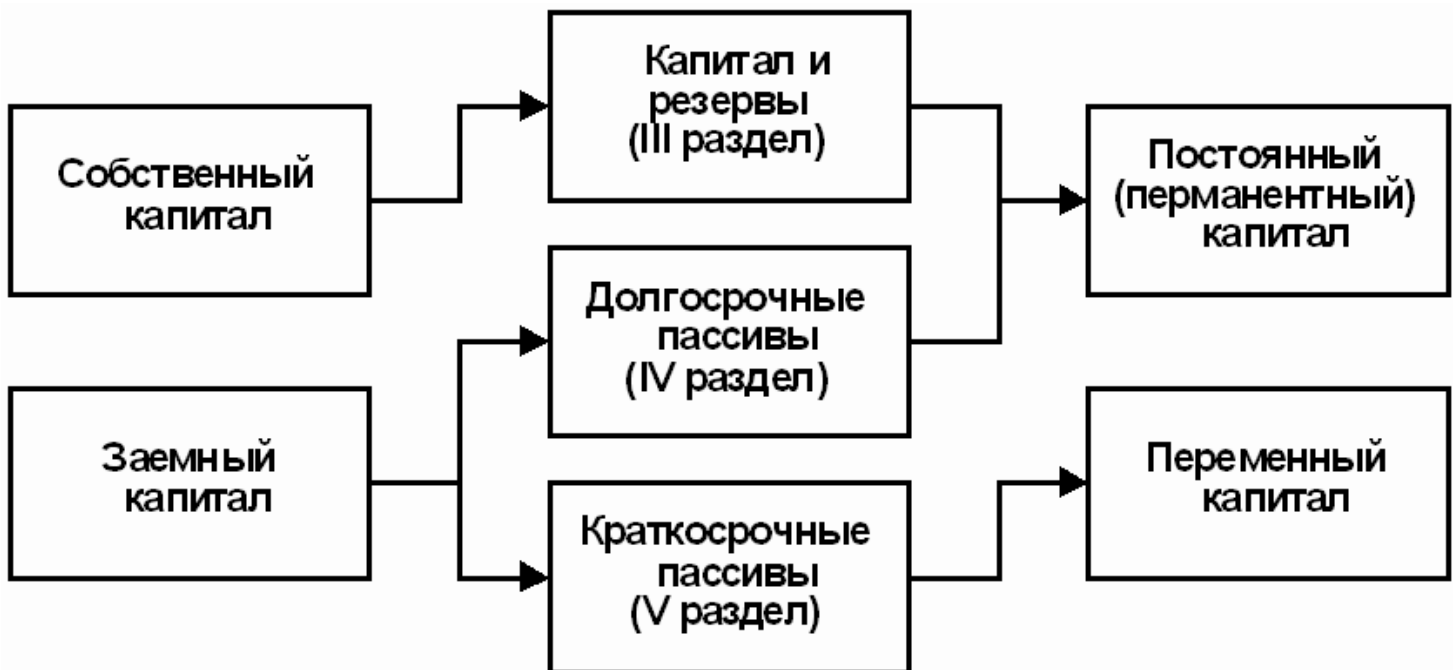 Собственный
капитал
Заемный
капитал
Капитал и
резервы
(III раздел)
Долгосрочные
пассивы
(IV раздел)
Краткосрочные
пассивы
(V раздел)
Постоянный
(перманентный)
капитал
Переменный
капитал